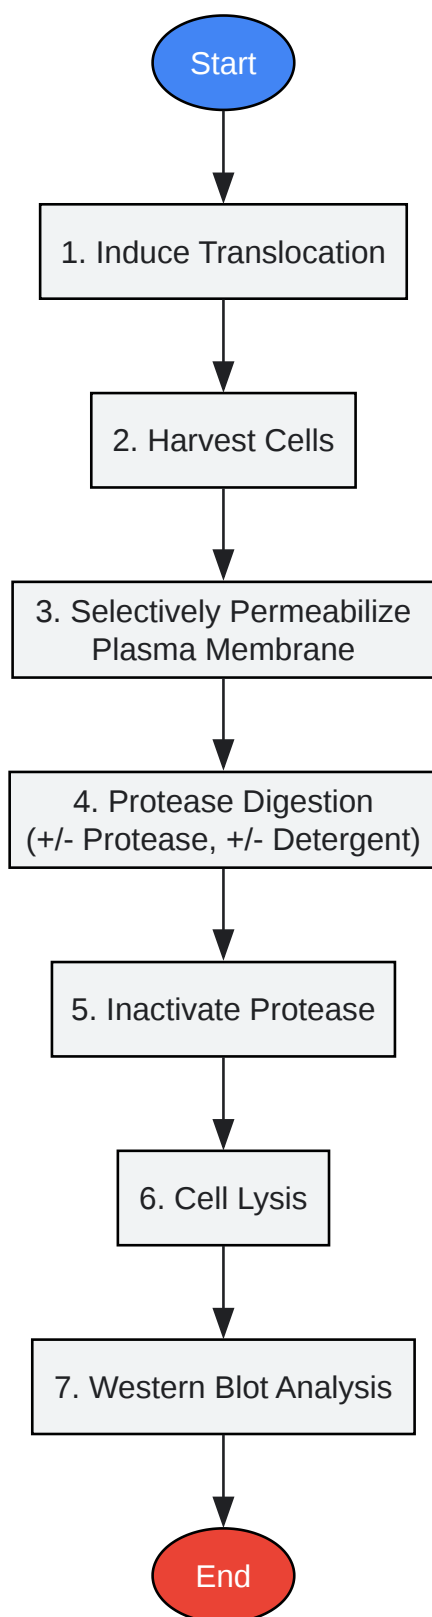 Start
1. Induce Translocation
2. Harvest Cells
3. Selectively Permeabilize
Plasma Membrane
4. Protease Digestion
(+/- Protease, +/- Detergent)
5. Inactivate Protease
6. Cell Lysis
7. Western Blot Analysis
End